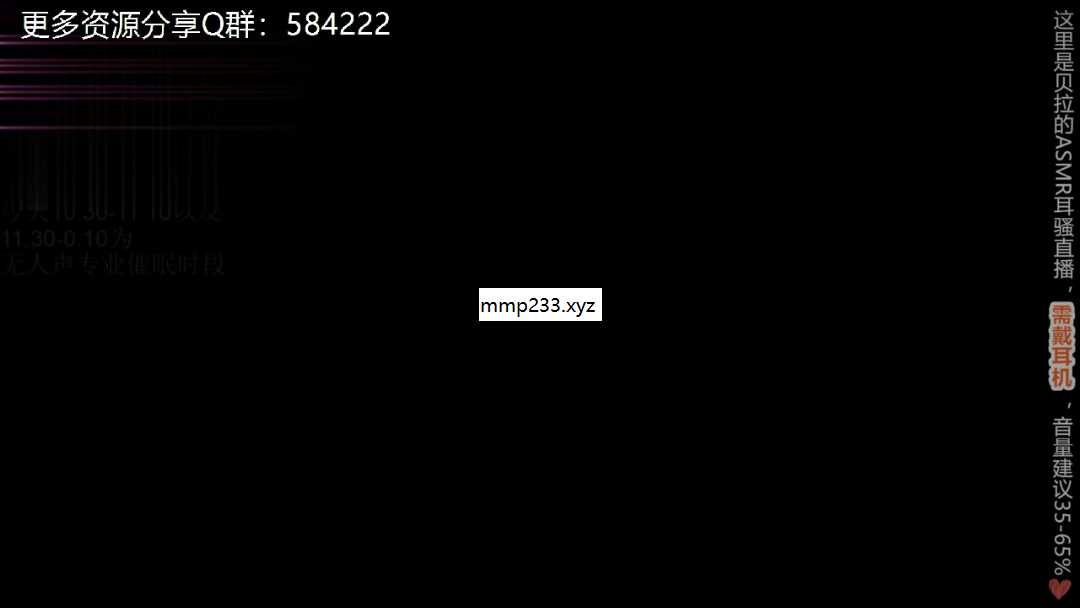 更多资源分享Q群：584222
今天10.30-11 10以及
11.30-0.10为
无人声专业催眠时段
mmp233.xyz
这里是贝拉的ASMR耳骚直播，需戴耳机，音量建议35-65%